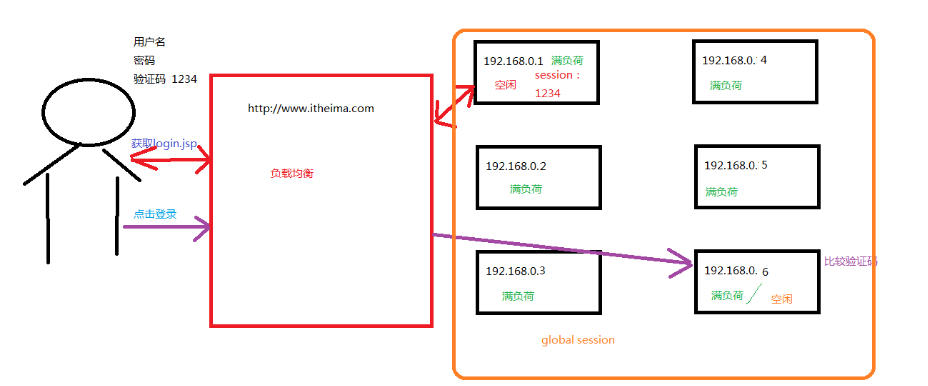 用户名
密码
验证码 1234
获取login.jsp
点击登录
http://www.itheima.com
负载均衡
192.168.0.1 满负荷
空闲 session：
1234
192.168.0.2
满负荷
192.168.0.3
满负荷
192.168.0. 4
满负荷
192.168.0. 5
满负荷
192.168.0. 6
满负荷 空闲
比较验证码
global session